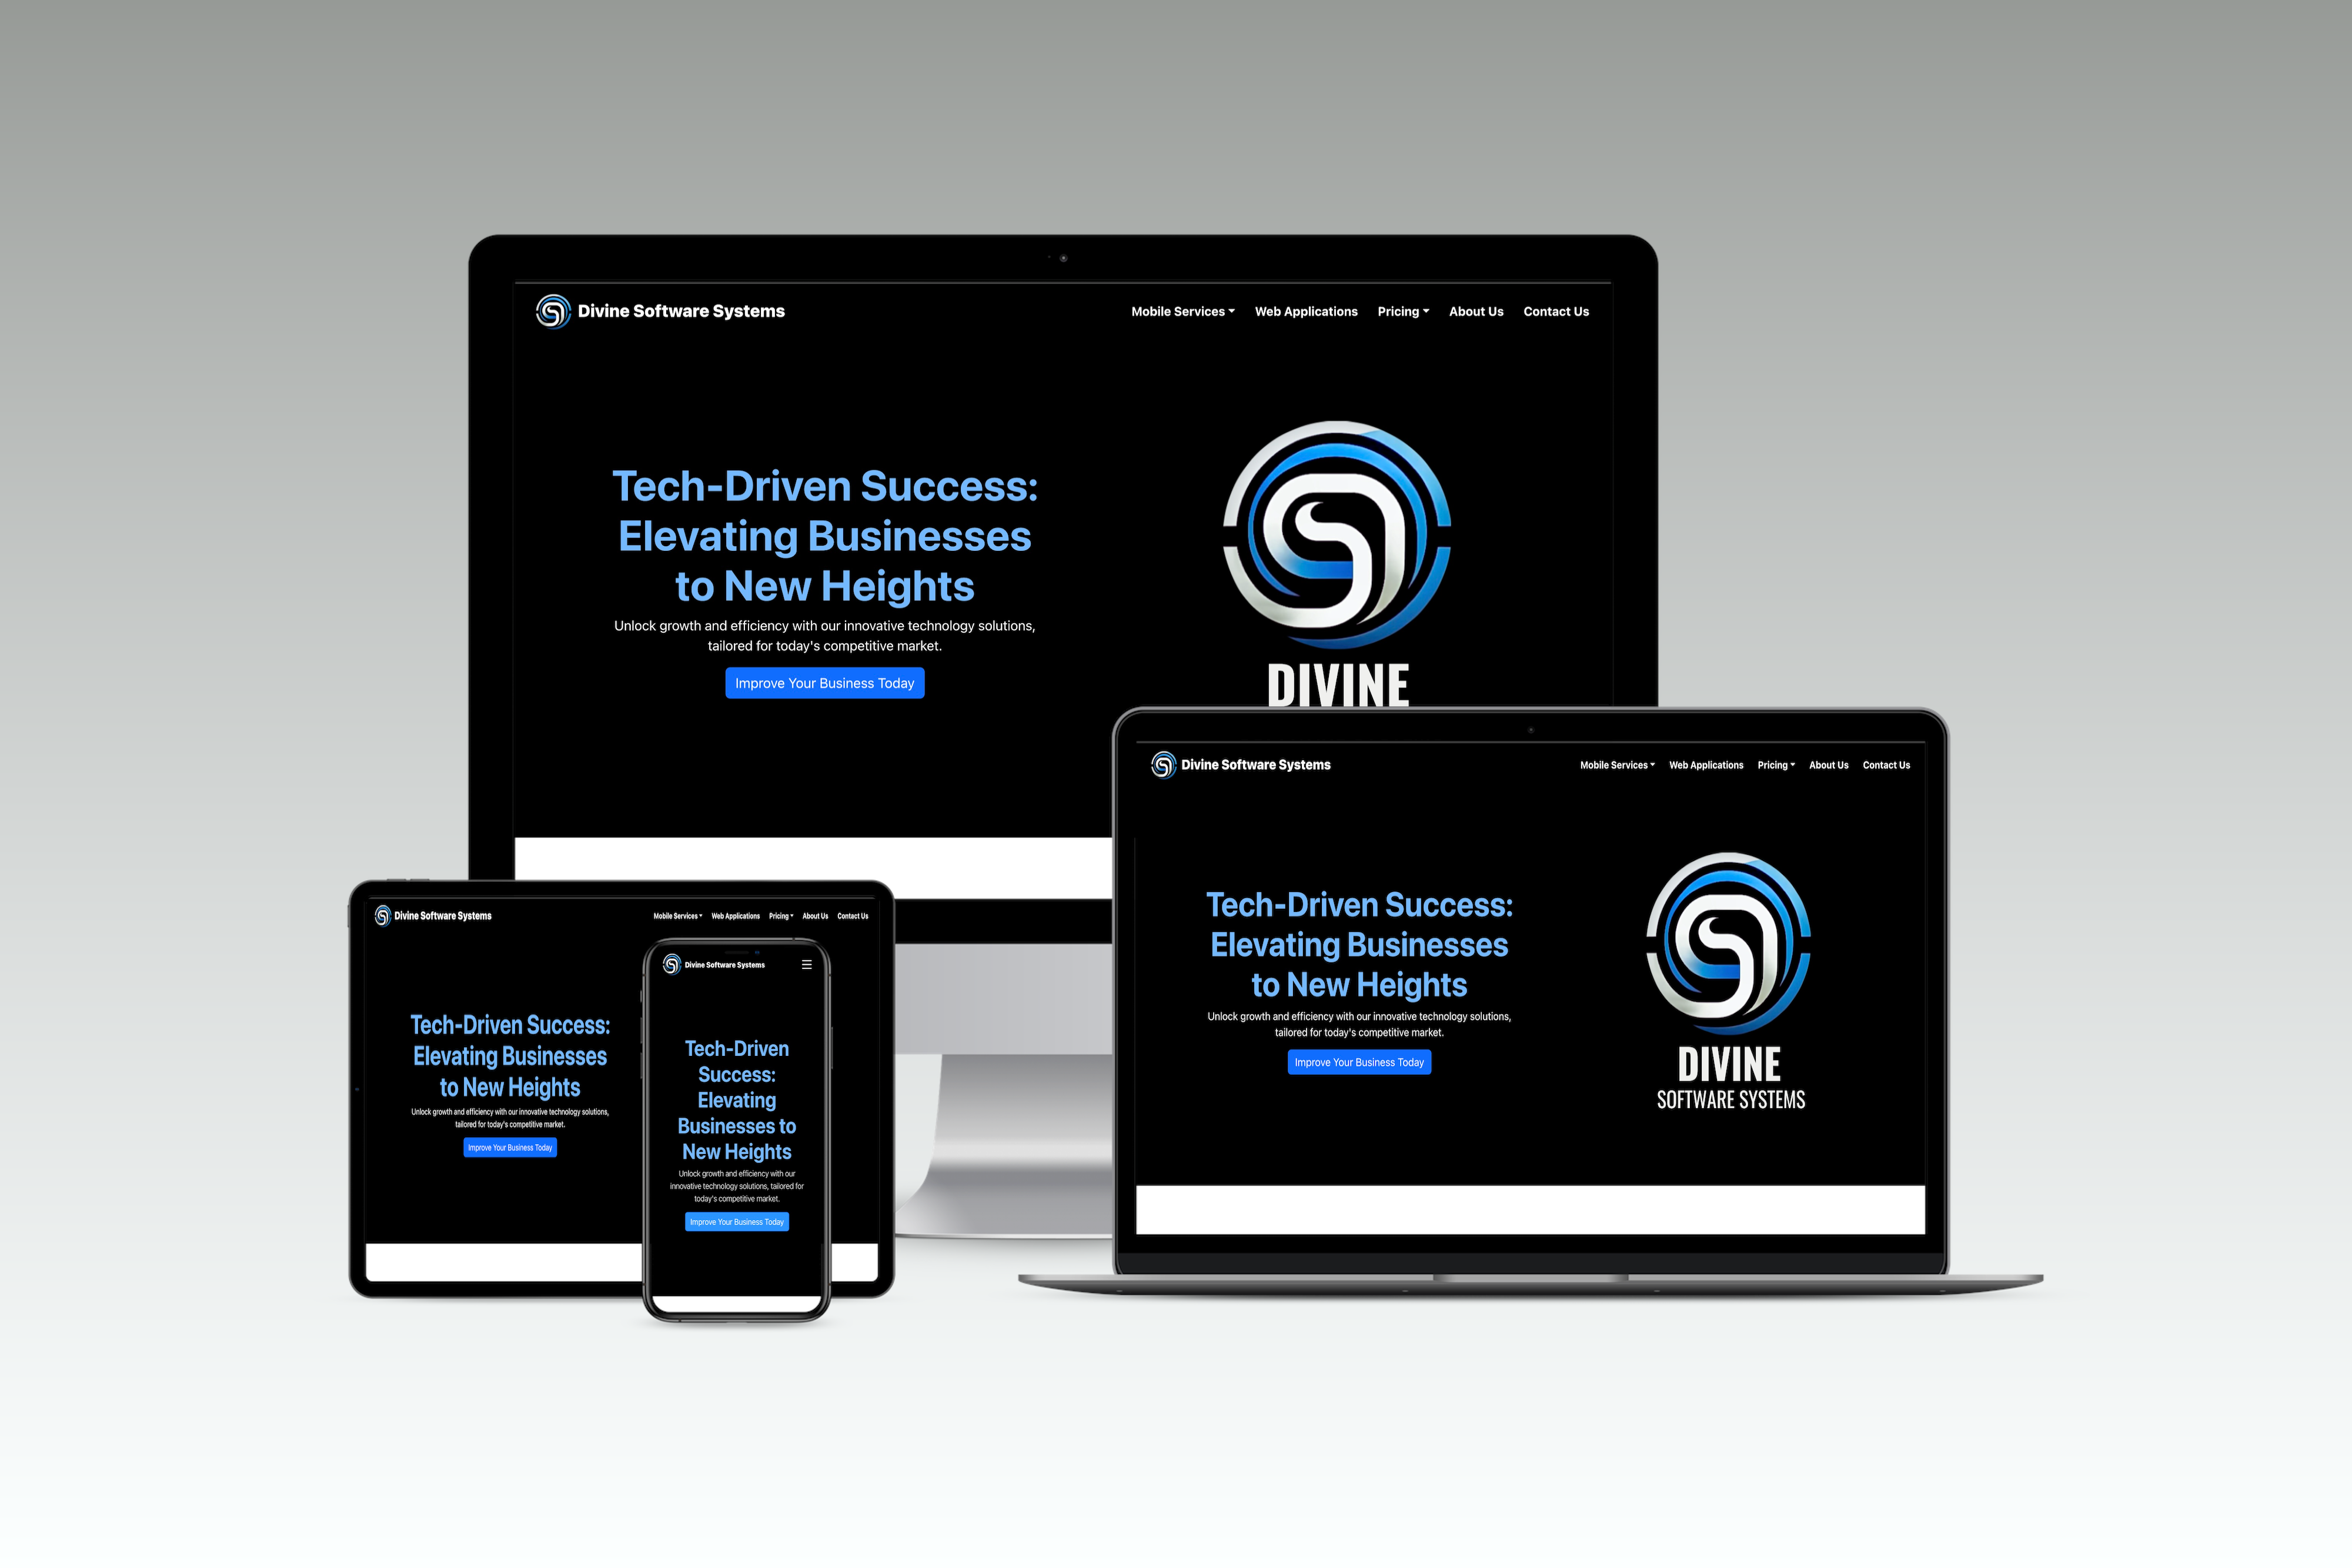 Divine Software Systems
Mobile Services Web Applications Pricing About Us Contact Us
Tech-Driven Success:
Elevating Businesses
to New Heights
Unlock growth and efficiency with our innovative technology solutions,
tailored for today's competitive market.
Improve Your Business Today
DIVINE
Divine Software Systems
Mobile Services Web Applications Pricing About Us Contact Us
Tech-Driven Success:
Elevating Businesses
to New Heights
Unlock growth and efficiency with our innovative technology solutions,
tailored for today's competitive market.
Improve Your Business Today
DIVINE
SOFTWARE SYSTEMS
Divine Software Systems
Mobile Services Web Applications Pricing About Us Contact Us
Tech-Driven Success:
Elevating Businesses
to New Heights
Unlock growth and efficiency with our innovative technology solutions,
tailored for today's competitive market.
Improve Your Business Today
Divine Software Systems
Tech-Driven
Success:
Elevating
Businesses to
New Heights
Unlock growth and efficiency with our
innovative technology solutions, tailored for
today's competitive market.
Improve Your Business Today